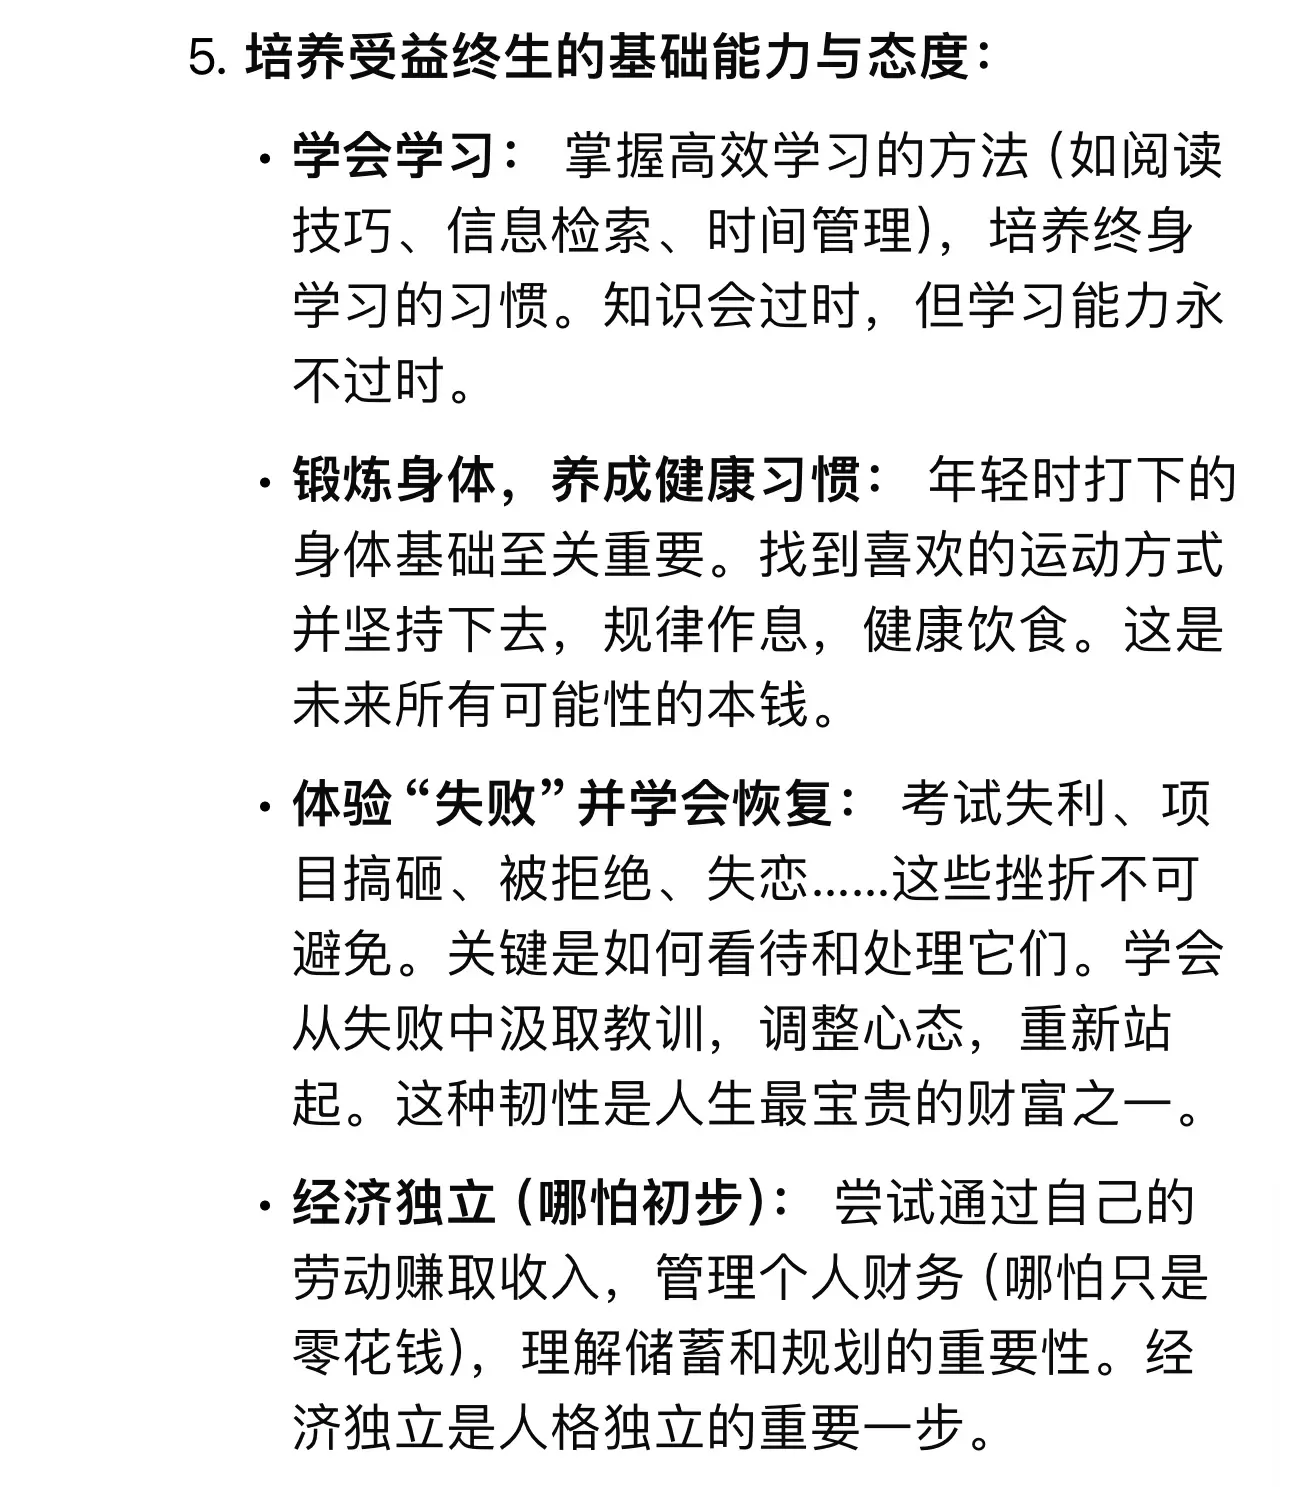 5. 培养受益终生的基础能力与态度：
• 学会学习： 掌握高效学习的方法（如阅读
技巧、信息检索、时间管理），培养终身
学习的习惯。知识会过时，但学习能力永
不过时。
• 锻炼身体，养成健康习惯： 年轻时打下的
身体基础至关重要。找到喜欢的运动方式
并坚持下去，规律作息，健康饮食。这是
未来所有可能性的本钱。
• 体验“失败”并学会恢复： 考试失利、项
目搞砸、被拒绝、失恋……这些挫折不可
避免。关键是如何看待和处理它们。学会
从失败中汲取教训，调整心态，重新站
起。这种韧性是人生最宝贵的财富之一。
• 经济独立（哪怕初步）： 尝试通过自己的
劳动赚取收入，管理个人财务（哪怕只是
零花钱），理解储蓄和规划的重要性。经
济独立是人格独立的重要一步。